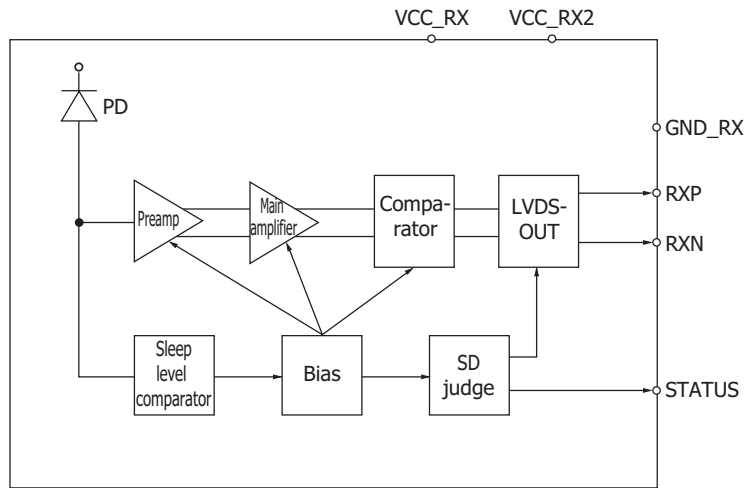 VCC_RX
VCC_RX2
PD
GND_RX
Preamp
Main
amplifier
Compa-
rator
LVDS-
OUT
RXP
RXN
Sleep
level
comparator
Bias
SD
judge
STATUS